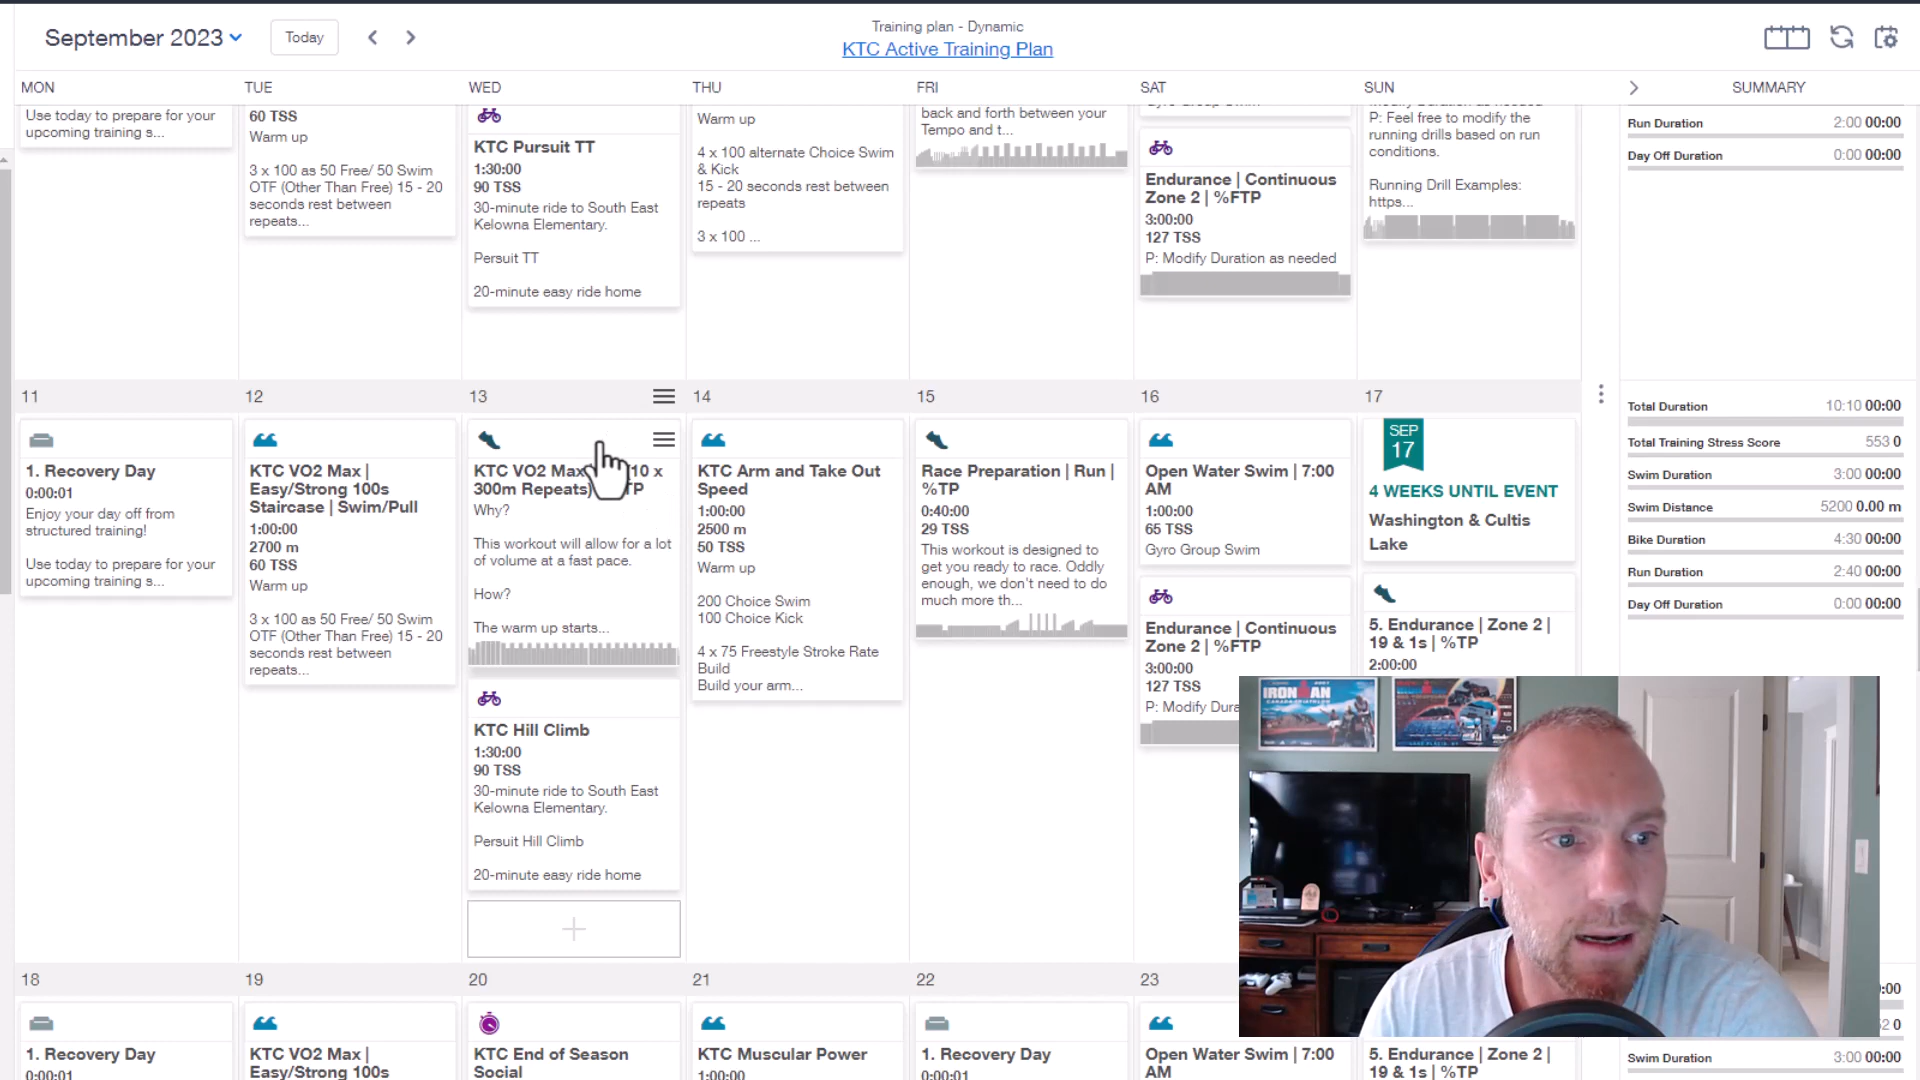 September 2023
Today
Training plan - Dynamic
KTC Active Training Plan
MON
TUE
WED
THU
FRI
SAT
SUN
SUMMARY
Use today to prepare for your
upcoming training s...
60 TSS
Warm up
3 x 100 as 50 Free/ 50 Swim
OTF (Other Than Free) 15 - 20
seconds rest between
repeats...
KTC Pursuit TT
1:30:00
90 TSS
30-minute ride to South East
Kelowna Elementary.
Persuit TT
20-minute easy ride home
Warm up
4 x 100 alternate Choice Swim
& Kick
15 - 20 seconds rest between
repeats
3 x 100 ...
back and forth between your
Tempo and t...
Gyro Group Swim
Endurance | Continuous
Zone 2 | %FTP
3:00:00
127 TSS
P: Modify Duration as needed
Modify Duration as needed
P: Feel free to modify the
running drills based on run
conditions.
Running Drill Examples:
https...
Run Duration 2:00 00:00
Day Off Duration 0:00 00:00
11
12
13
14
15
16
17
1. Recovery Day
0:00:01
Enjoy your day off from
structured training!
Use today to prepare for your
upcoming training s...
KTC VO2 Max |
Easy/Strong 100s
Staircase | Swim/Pull
1:00:00
2700 m
60 TSS
Warm up
3 x 100 as 50 Free/ 50 Swim
OTF (Other Than Free) 15 - 20
seconds rest between
repeats...
KTC VO2 Max 10 x
300m Repeats) TP
Why?
This workout will allow for a lot
of volume at a fast pace.
How?
The warm up starts...
KTC Hill Climb
1:30:00
90 TSS
30-minute ride to South East
Kelowna Elementary.
Persuit Hill Climb
20-minute easy ride home
KTC Arm and Take Out
Speed
1:00:00
2500 m
50 TSS
Warm up
200 Choice Swim
100 Choice Kick
4 x 75 Freestyle Stroke Rate
Build
Build your arm...
Race Preparation | Run |
%TP
0:40:00
29 TSS
This workout is designed to
get you ready to race. Oddly
enough, we don't need to do
much more th...
Open Water Swim | 7:00
AM
1:00:00
65 TSS
Gyro Group Swim
Endurance | Continuous
Zone 2 | %FTP
3:00:00
127 TSS
P: Modify Dura
SEP
17
4 WEEKS UNTIL EVENT
Washington & Cultis
Lake
5. Endurance | Zone 2 |
19 & 1s | %TP
2:00:00
Total Duration 10:10 00:00
Total Training Stress Score 553 0
Swim Duration 3:00 00:00
Swim Distance 5200 0.00 m
Bike Duration 4:30 00:00
Run Duration 2:40 00:00
Day Off Duration 0:00 00:00
IRONMAN
18
19
20
21
22
23
1. Recovery Day
0:00:01
KTC VO2 Max |
Easy/Strong 100s
KTC End of Season
Social
KTC Muscular Power
1:00:00
1. Recovery Day
0:00:01
Open Water Swim | 7:00
AM
5. Endurance | Zone 2 |
19 & 1s | %TP
:00
2 0
Swim Duration 3:00 00:00